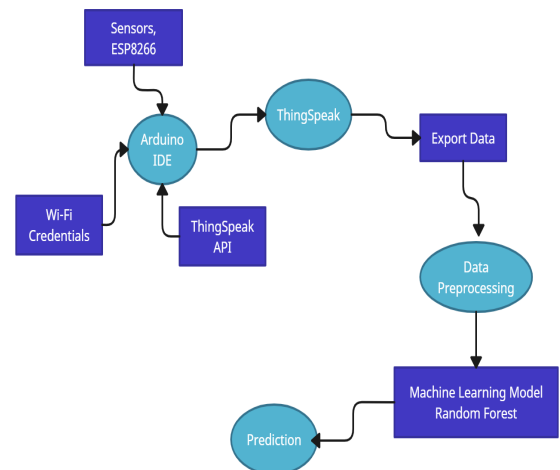 Sensors,
ESP8266
Arduino
IDE
ThingSpeak
Export Data
Wi-Fi
Credentials
ThingSpeak
API
Data
Preprocessing
Machine Learning Model
Random Forest
Prediction